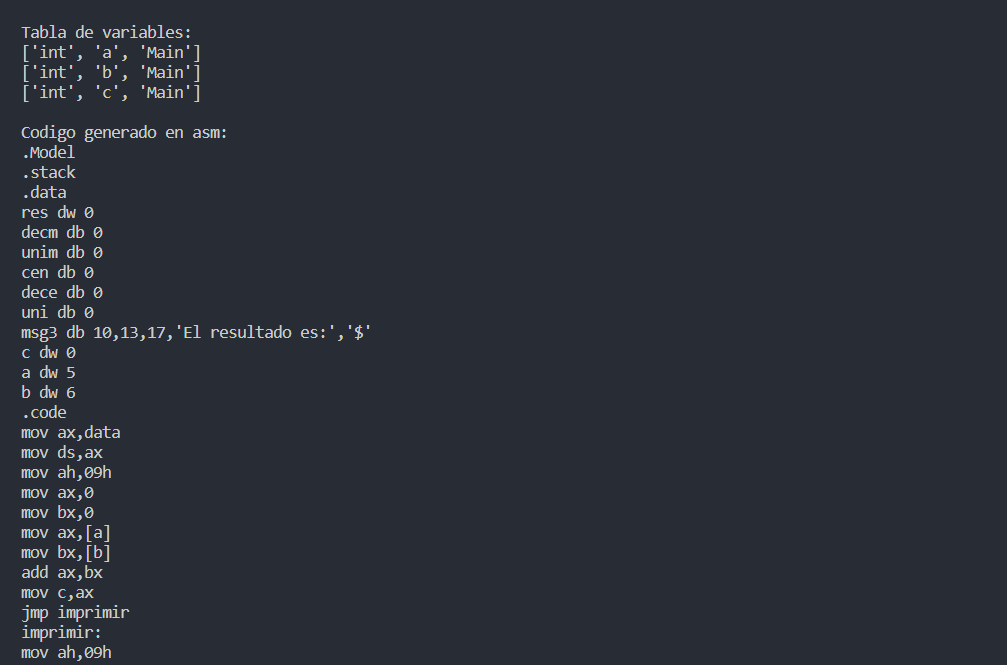 Tabla de variables:
['int', 'a', 'Main']
['int', 'b', 'Main']
['int', 'c', 'Main']
Codigo generado en asm:
.Model
.stack
.data
res dw 0
decm db 0
unim db 0
cen db 0
dece db 0
uni db 0
msg3 db 10,13,17,'El resultado es:','$'
c dw 0
a dw 5
b dw 6
.code
mov ax,data
mov ds,ax
mov ah,09h
mov ax,0
mov bx,0
mov ax,[a]
mov bx,[b]
add ax,bx
mov c,ax
jmp imprimir
imprimir:
mov ah,09h